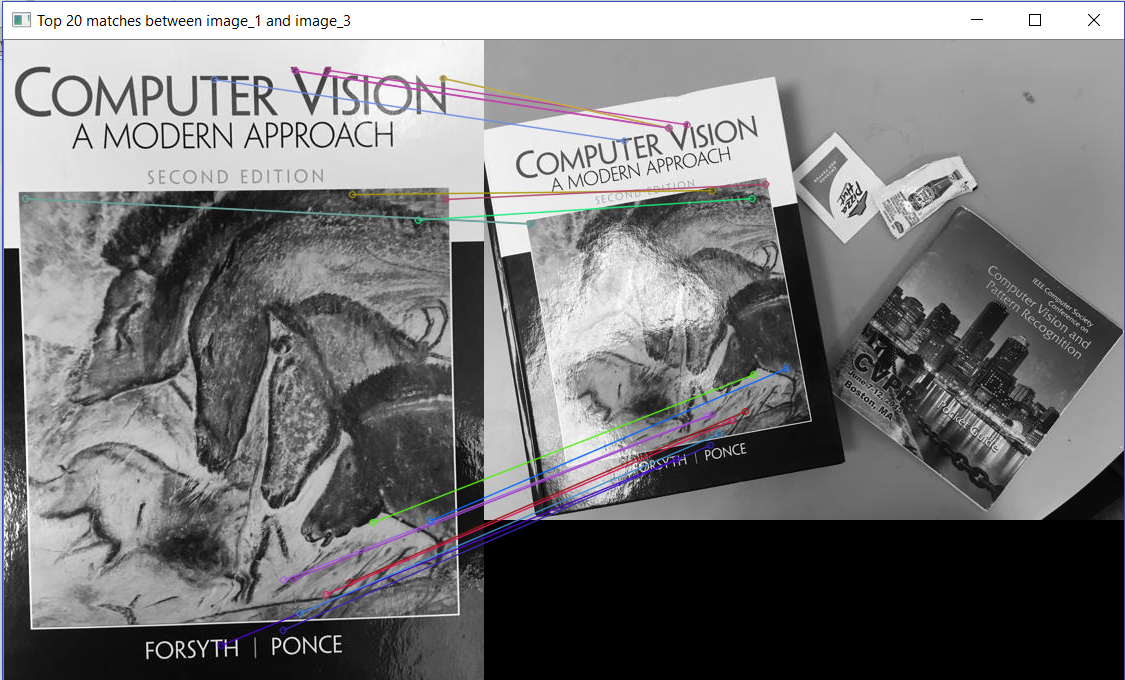 Top 20 matches between image_1 and image_3
COMPUTER VISION
A MODERN APPROACH
SECOND EDITION
FORSYTH | PONCE
COMPUTER VISION
A MODERN APPROACH
SECOND EDITION
FORSYTH | PONCE
Pizza
Hut
IEEE Computer Society
Conference on
Computer Vision and
Pattern Recognition
CVPR
June 7-12
Boston, MA
Pocket Guide